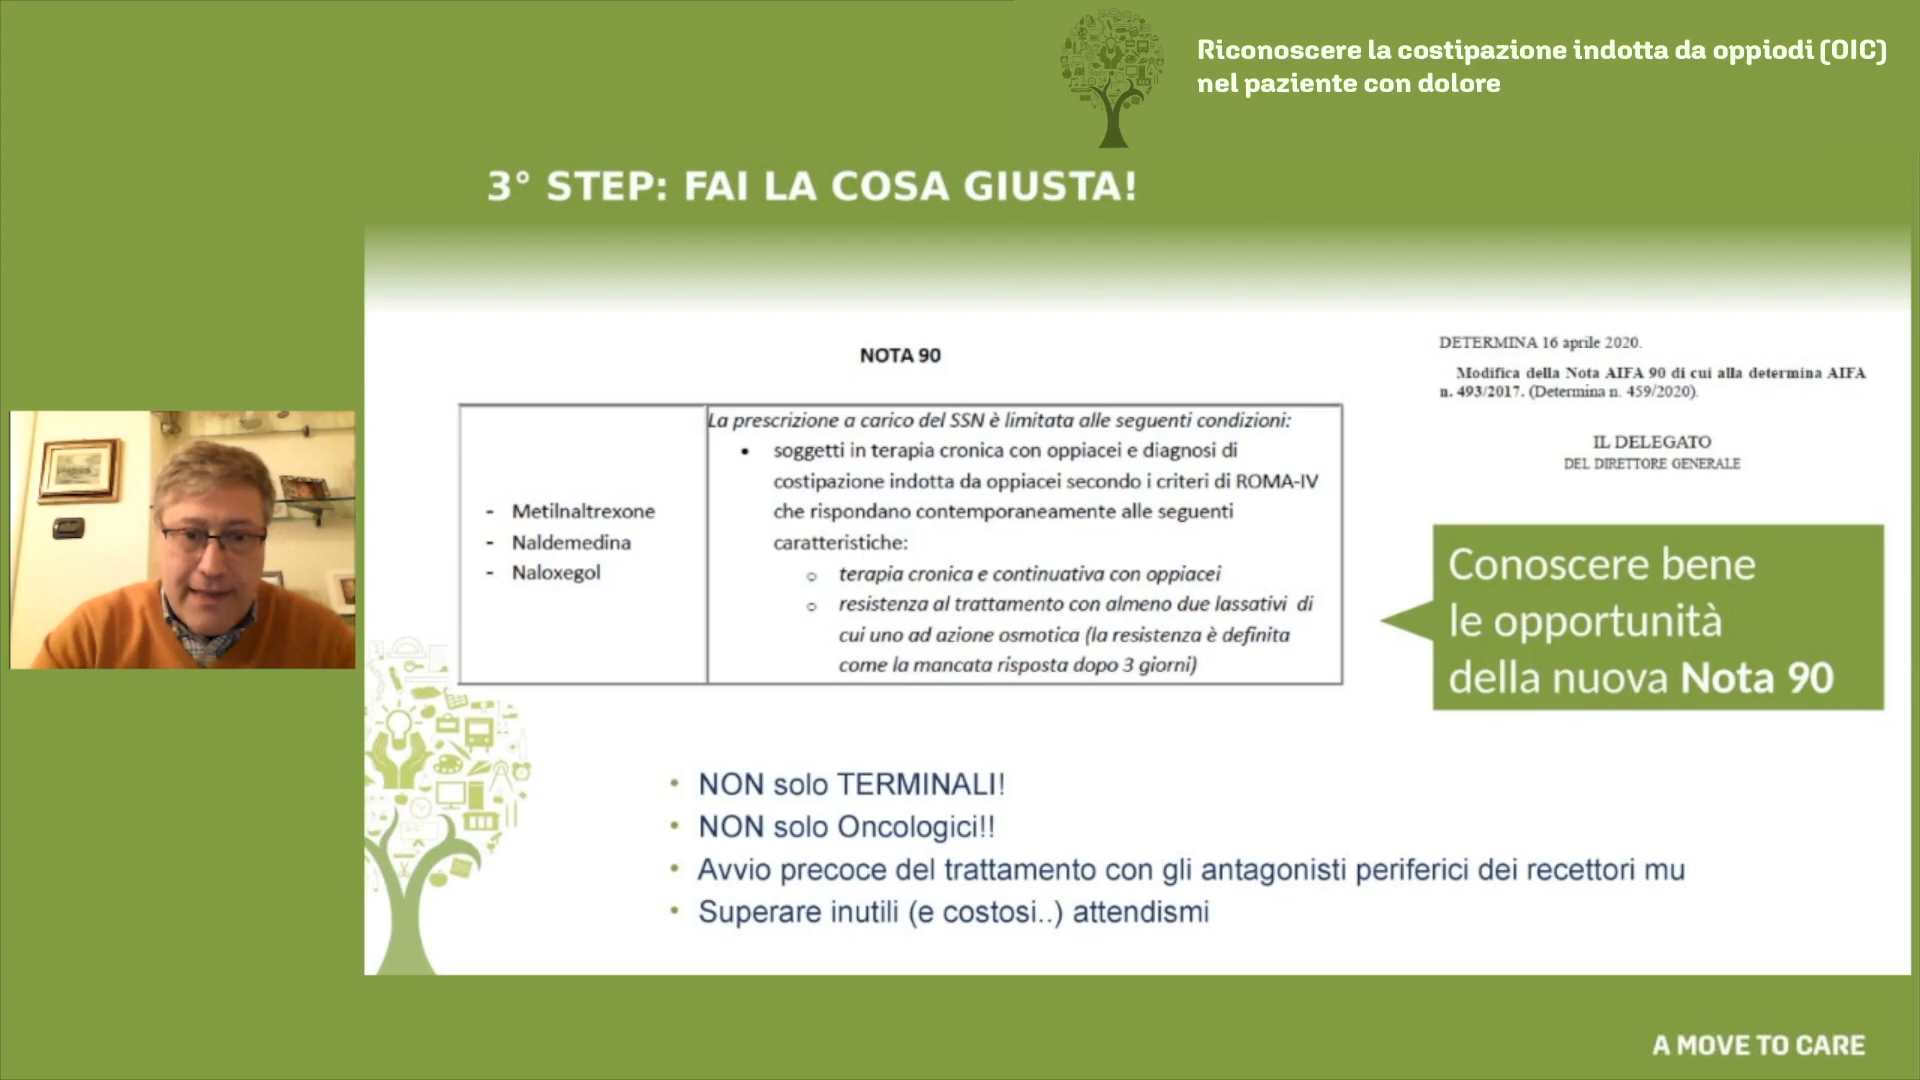 Riconoscere la costipazione indotta da oppiodi (OIC)
nel paziente con dolore
3° STEP: FAI LA COSA GIUSTA!
NOTA 90
- Metilnaltrexone
- Naldemedina
- Naloxegol
La prescrizione a carico del SSN è limitata alle seguenti condizioni:
• soggetti in terapia cronica con oppiacei e diagnosi di
costipazione indotta da oppiacei secondo i criteri di ROMA-IV
che rispondano contemporaneamente alle seguenti
caratteristiche:
o terapia cronica e continuativa con oppiacei
o resistenza al trattamento con almeno due lassativi di
cui uno ad azione osmotica (la resistenza è definita
come la mancata risposta dopo 3 giorni)
DETERMINA 16 aprile 2020.
Modifica della Nota AIFA 90 di cui alla determina AIFA
n. 493/2017. (Determina n. 459/2020).
IL DELEGATO
DEL DIRETTORE GENERALE
Conoscere bene
le opportunità
della nuova Nota 90
• NON solo TERMINALI!
• NON solo Oncologici!!
• Avvio precoce del trattamento con gli antagonisti periferici dei recettori mu
• Superare inutili (e costosi..) attendismi
A MOVE TO CARE